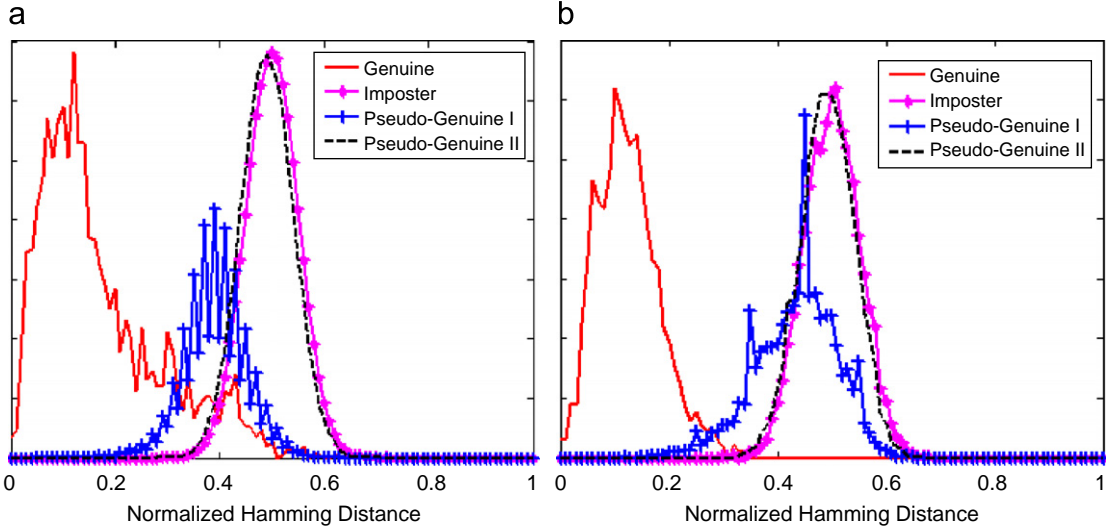 a
Genuine
Imposter
Pseudo-Genuine I
Pseudo-Genuine II
0 0.2 0.4 0.6 0.8 1
Normalized Hamming Distance
b
Genuine
Imposter
Pseudo-Genuine I
Pseudo-Genuine II
0 0.2 0.4 0.6 0.8 1
Normalized Hamming Distance